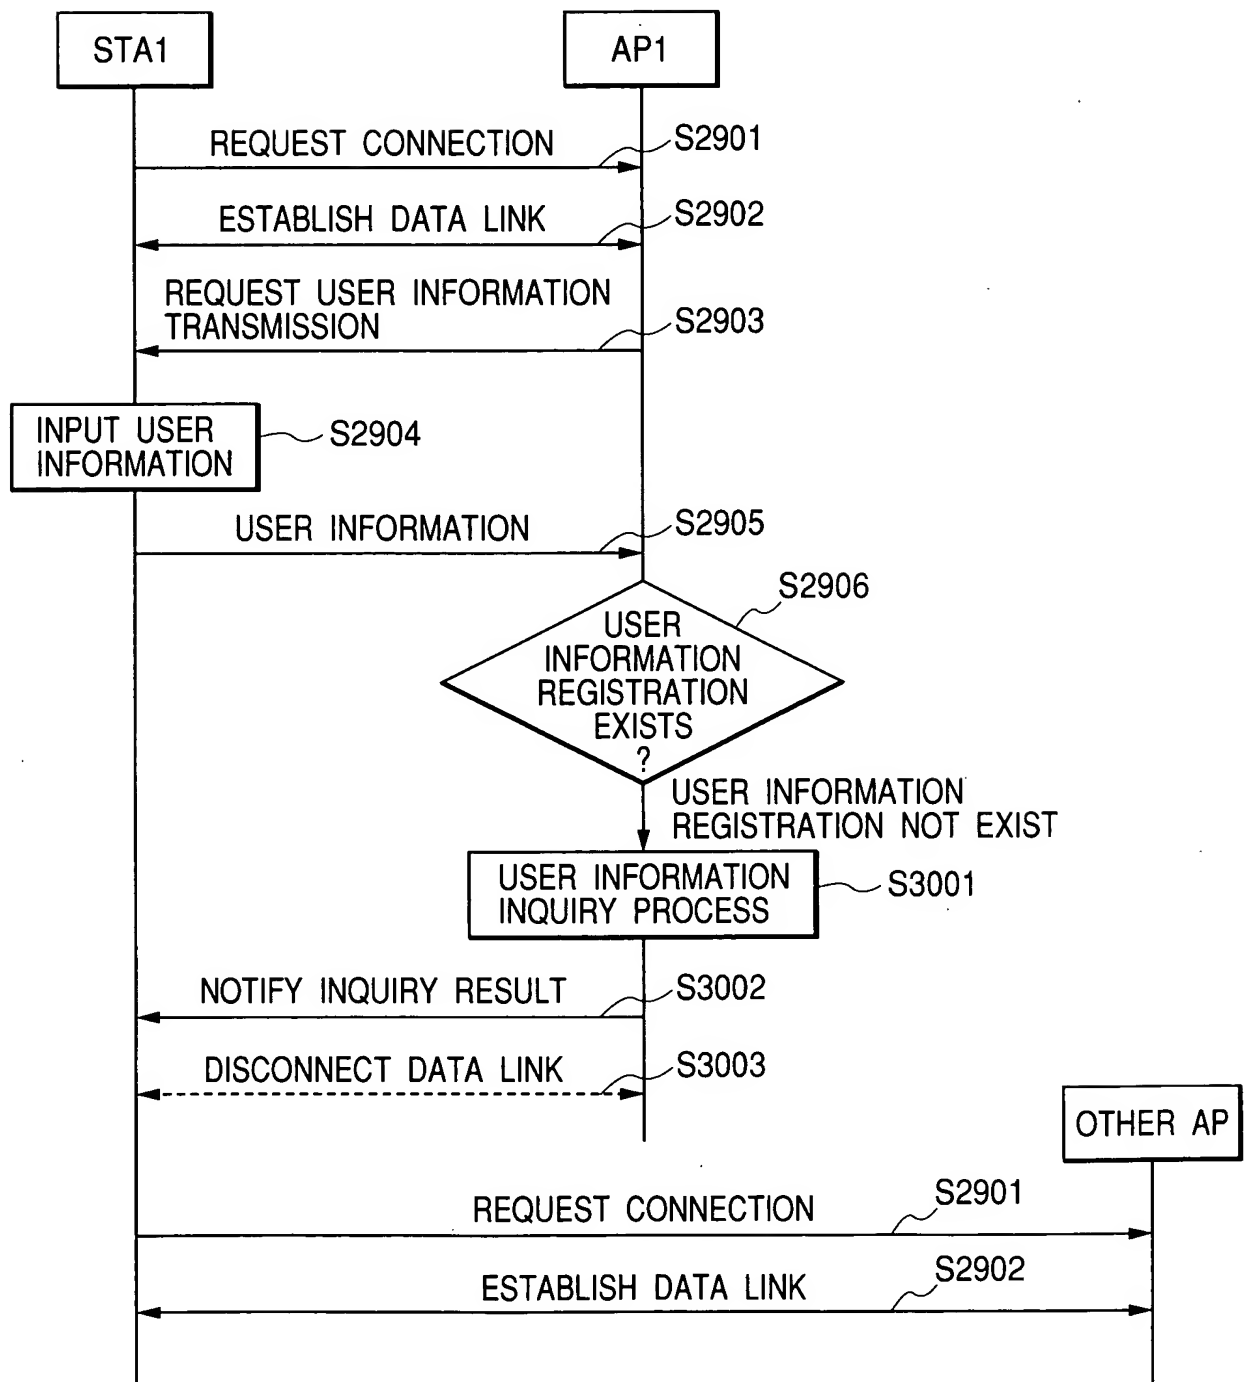 STA1
AP1
REQUEST CONNECTION
S2901
ESTABLISH DATA LINK
S2902
REQUEST USER INFORMATION
TRANSMISSION
S2903
INPUT USER
INFORMATION
S2904
USER INFORMATION
S2905
S2906
USER
INFORMATION
REGISTRATION
EXISTS
?
USER INFORMATION
REGISTRATION NOT EXIST
USER INFORMATION
INQUIRY PROCESS
S3001
NOTIFY INQUIRY RESULT
S3002
DISCONNECT DATA LINK
S3003
OTHER AP
REQUEST CONNECTION
S2901
ESTABLISH DATA LINK
S2902